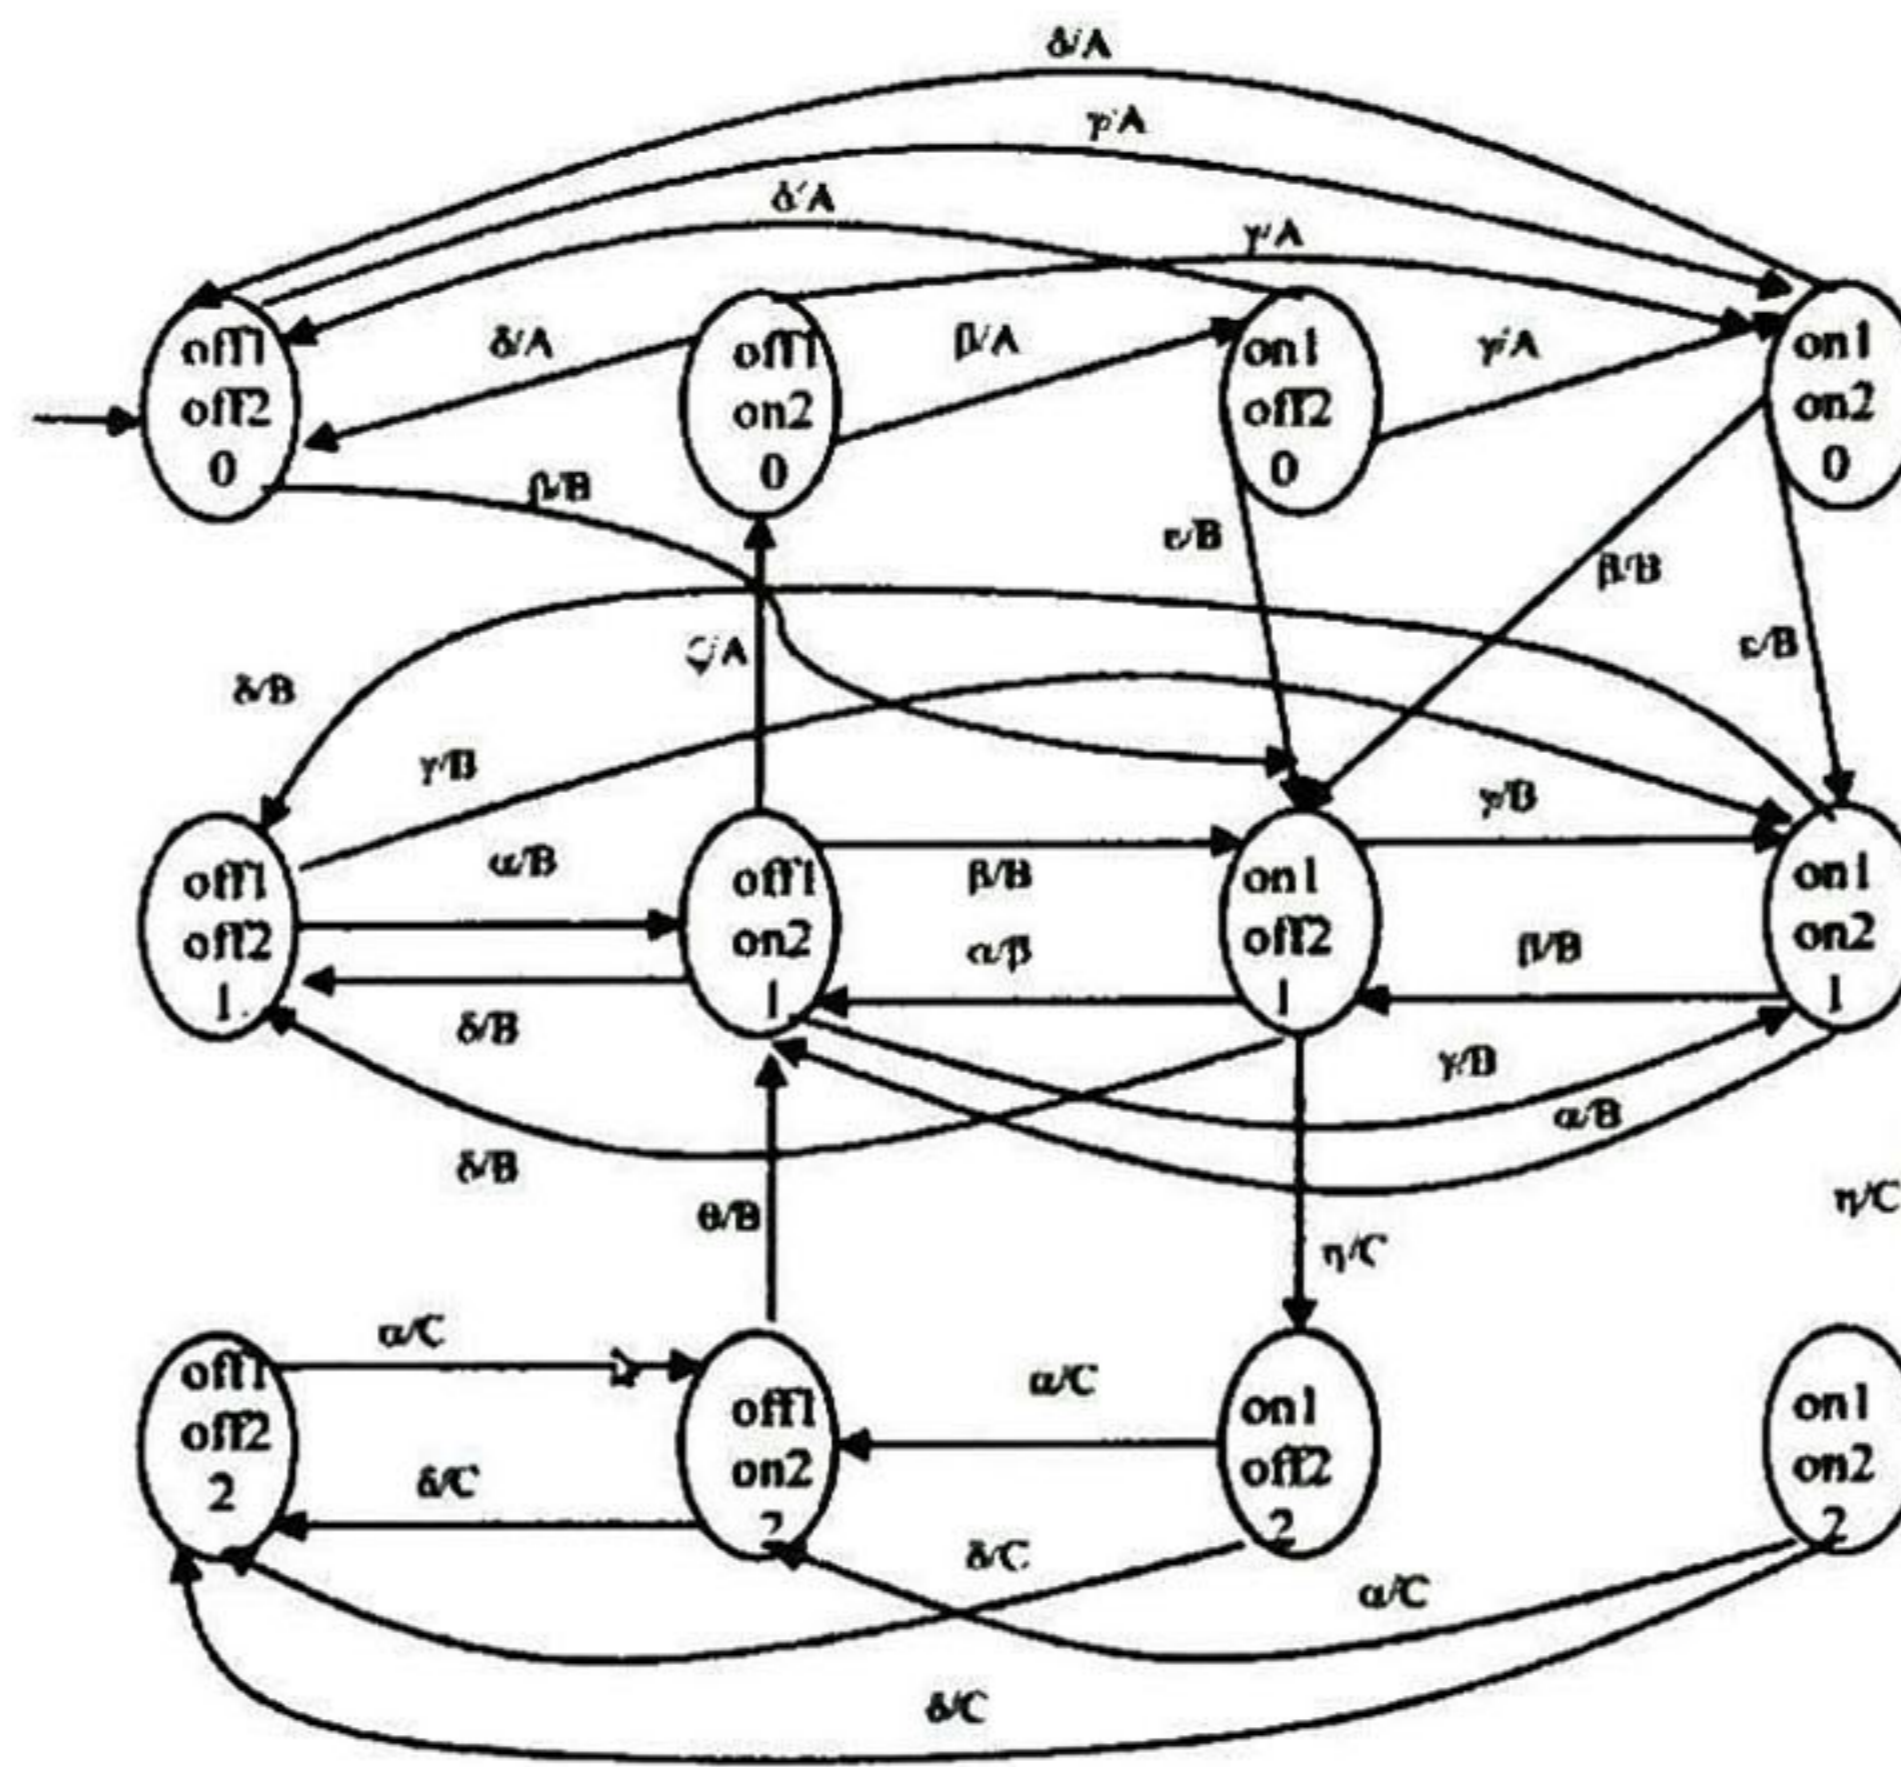 δ/A
γ/A
δ/A
γ/A
off1
off2
0
δ/A
off1
on2
0
β/A
on1
off2
0
γ/A
on1
on2
0
β/B
ε/B
β/B
ζ/A
ε/B
δ/B
γ/B
γ/B
off1
off2
1
α/B
δ/B
off1
on2
1
β/B
α/β
on1
off2
1
β/B
on1
on2
1
γ/B
α/B
δ/B
θ/B
η/C
η/C
off1
off2
2
α/C
δ/C
off1
on2
2
α/C
on1
off2
2
on1
on2
2
δ/C
α/C
δ/C